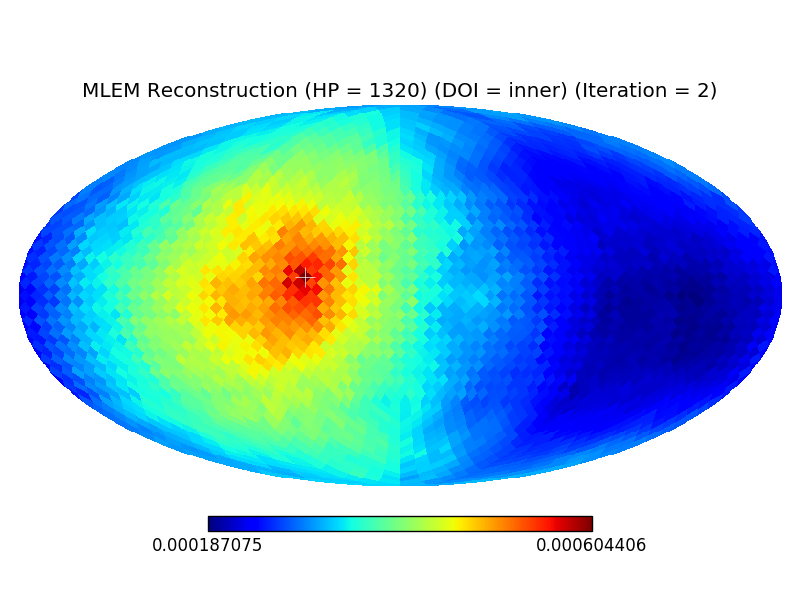 MLEM Reconstruction (HP = 1320) (DOI = inner) (Iteration = 2)
0.000187075
0.000604406